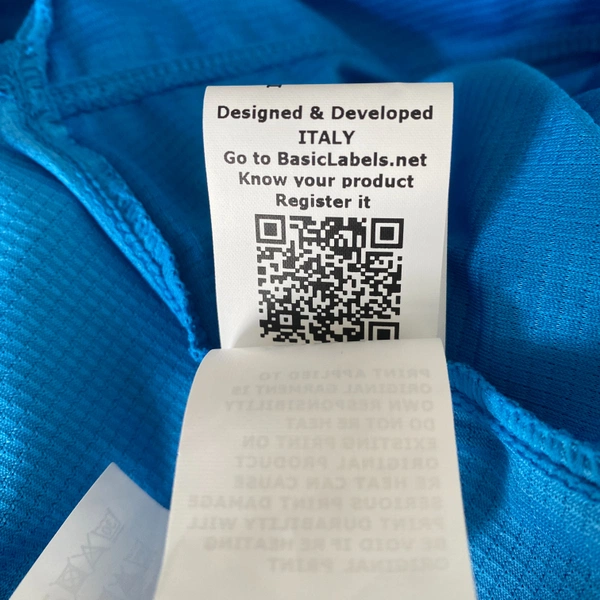 Designed & Developed
ITALY
Go to BasicLabels.net
Know your product
Register it
PRINT APPLIED TO
ORIGINAL GARMENT IS
OWN RESPONSIBILITY
DO NOT RE HEAT
EXISTING PRINT ON
ORIGINAL PRODUCT
RE HEAT CAN CAUSE
SERIOUS PRINT DAMAGE
PRINT DURABILITY WILL
BE VOID IF RE HEATING
ORIGINAL PRINT